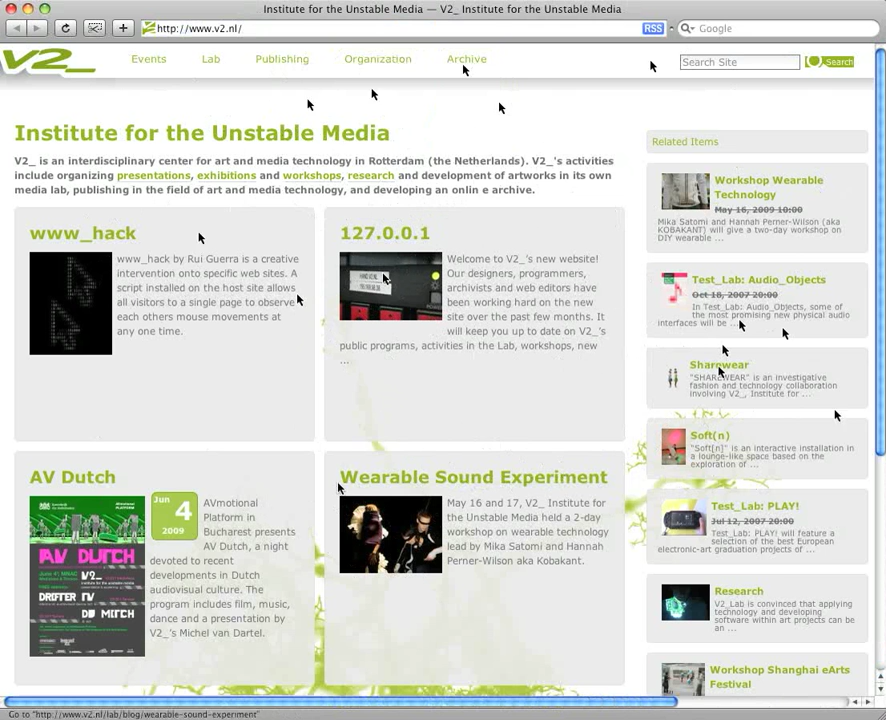 Institute for the Unstable Media — V2_ Institute for the Unstable Media
http://www.v2.nl/
RSS
Google
V2_
Events
Lab
Publishing
Organization
Archive
Search Site
Search
Institute for the Unstable Media
V2_ is an interdisciplinary center for art and media technology in Rotterdam (the Netherlands). V2_'s activities
include organizing presentations, exhibitions and workshops, research and development of artworks in its own
media lab, publishing in the field of art and media technology, and developing an onlin e archive.
www_hack
www_hack by Rui Guerra is a creative
intervention onto specific web sites. A
script installed on the host site allows
all visitors to a single page to observe
each others mouse movements at
any one time.
127.0.0.1
Welcome to V2_'s new website!
Our designers, programmers,
archivists and web editors have
been working hard on the new
site over the past few months. It
will keep you up to date on V2_'s
public programs, activities in the Lab, workshops, new
...
AV Dutch
AV DUTCH
V2_
DRIFTER TV
DJ MITCH
Jun
4
2009
AVmotional
Platform in
Bucharest presents
AV Dutch, a night
devoted to recent
developments in Dutch
audiovisual culture. The
program includes film, music,
dance and a presentation by
V2_'s Michel van Dartel.
Wearable Sound Experiment
May 16 and 17, V2_ Institute for
the Unstable Media held a 2-day
workshop on wearable technology
lead by Mika Satomi and Hannah
Perner-Wilson aka Kobakant.
Related Items
Workshop Wearable
Technology
May 16, 2009 10:00
Mika Satomi and Hannah Perner-Wilson (aka
KOBAKANT) will give a two-day workshop on
DIY wearable ...
Test_Lab: Audio_Objects
Oct 18, 2007 20:00
In Test_Lab: Audio_Objects, some of
the most promising new physical audio
interfaces will be ...
Sharewear
"SHAREWEAR" is an investigative
fashion and technology collaboration
involving V2_, Institute for ...
Soft(n)
"Soft[n]" is an interactive installation in
a lounge-like space based on the
exploration of ...
Test_Lab: PLAY!
Jul 12, 2007 20:00
Test_Lab: PLAY! will feature a
selection of the best European
electronic-art graduation projects of ...
Research
V2_Lab is convinced that applying
technology and developing
software within art projects can be
an ...
Workshop Shanghai eArts
Festival
Go to "http://www.v2.nl/lab/blog/wearable-sound-experiment"